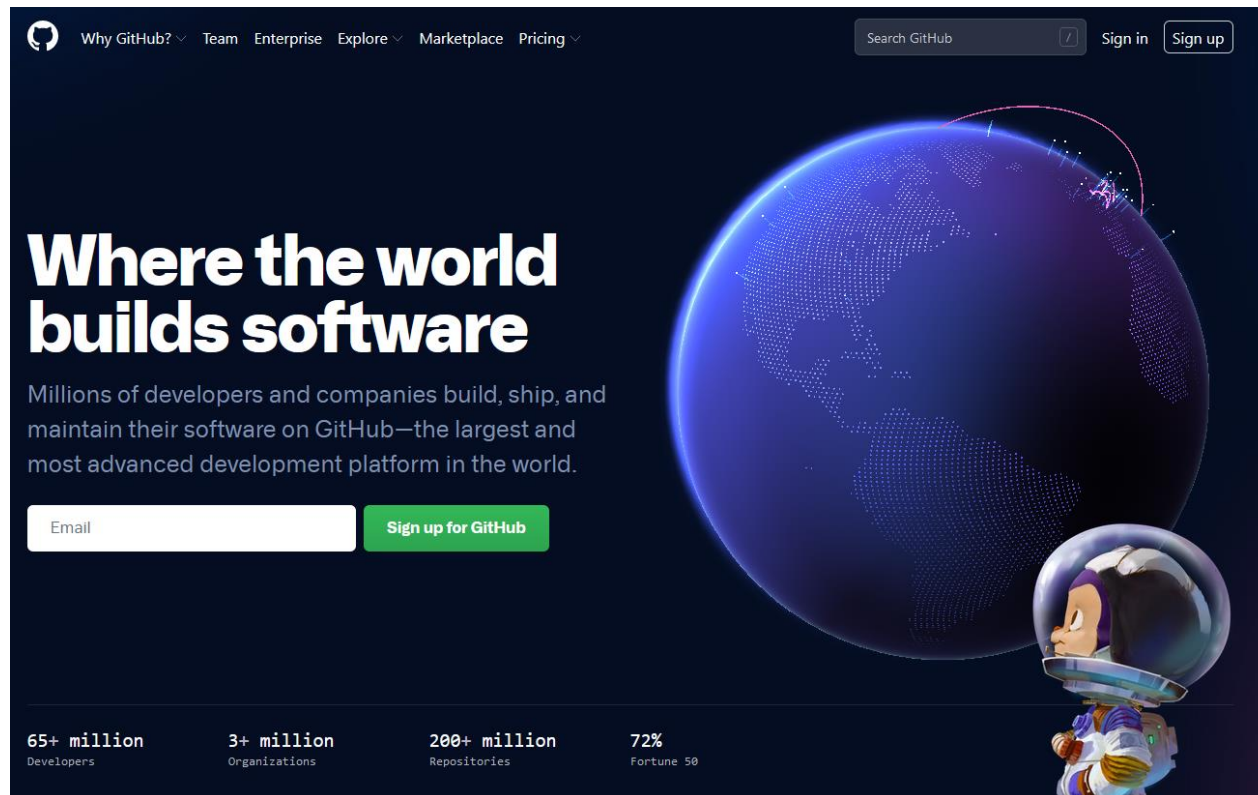 Why GitHub? Team Enterprise Explore Marketplace Pricing Search GitHub / Sign in Sign up
Where the world
builds software
Millions of developers and companies build, ship, and
maintain their software on GitHub—the largest and
most advanced development platform in the world.
Email Sign up for GitHub
65+ million 3+ million 200+ million 72%
Developers Organizations Repositories Fortune 50